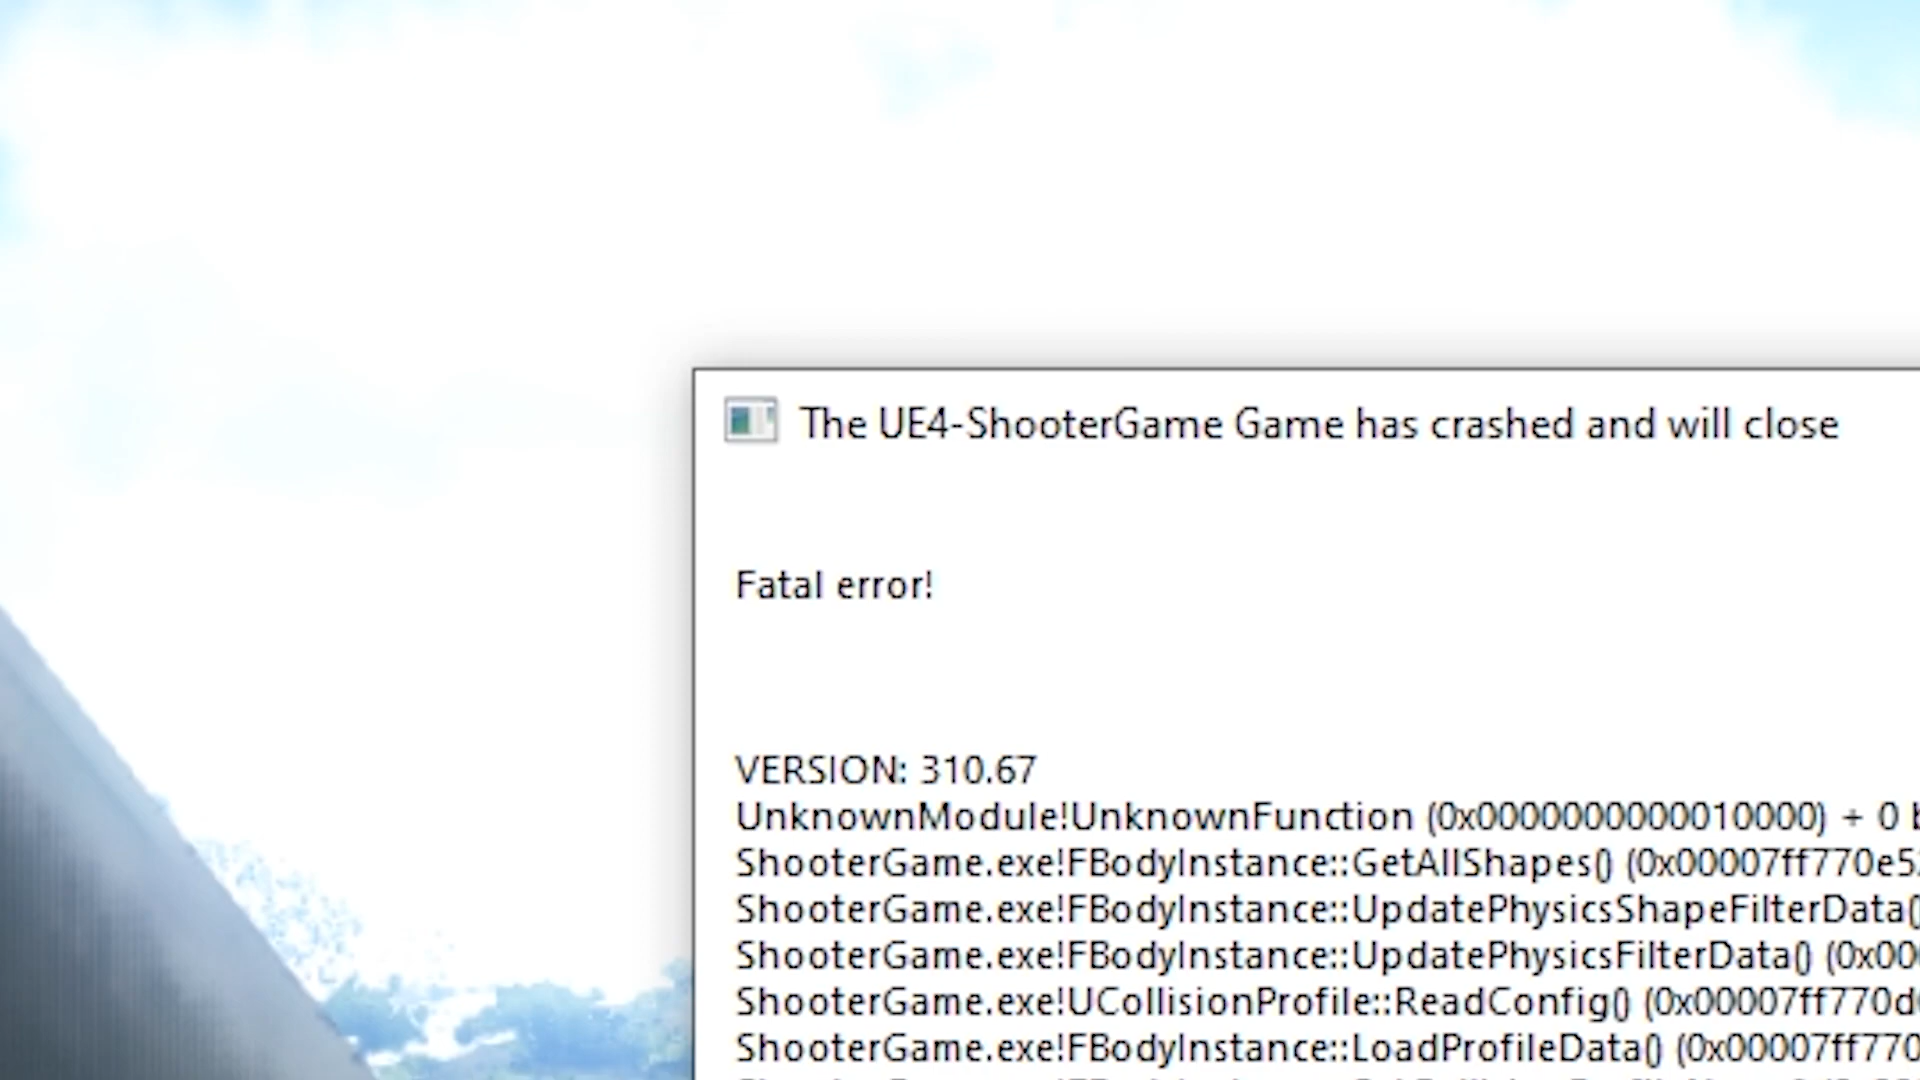 The UE4-ShooterGame Game has crashed and will close
Fatal error!
VERSION: 310.67
UnknownModule!UnknownFunction (0x0000000000010000) + 0 b
ShooterGame.exe!FBodyInstance::GetAllShapes() (0x00007ff770e5
ShooterGame.exe!FBodyInstance::UpdatePhysicsShapeFilterData()
ShooterGame.exe!FBodyInstance::UpdatePhysicsFilterData() (0x00
ShooterGame.exe!UCollisionProfile::ReadConfig() (0x00007ff770d
ShooterGame.exe!FBodyInstance::LoadProfileData() (0x00007ff770